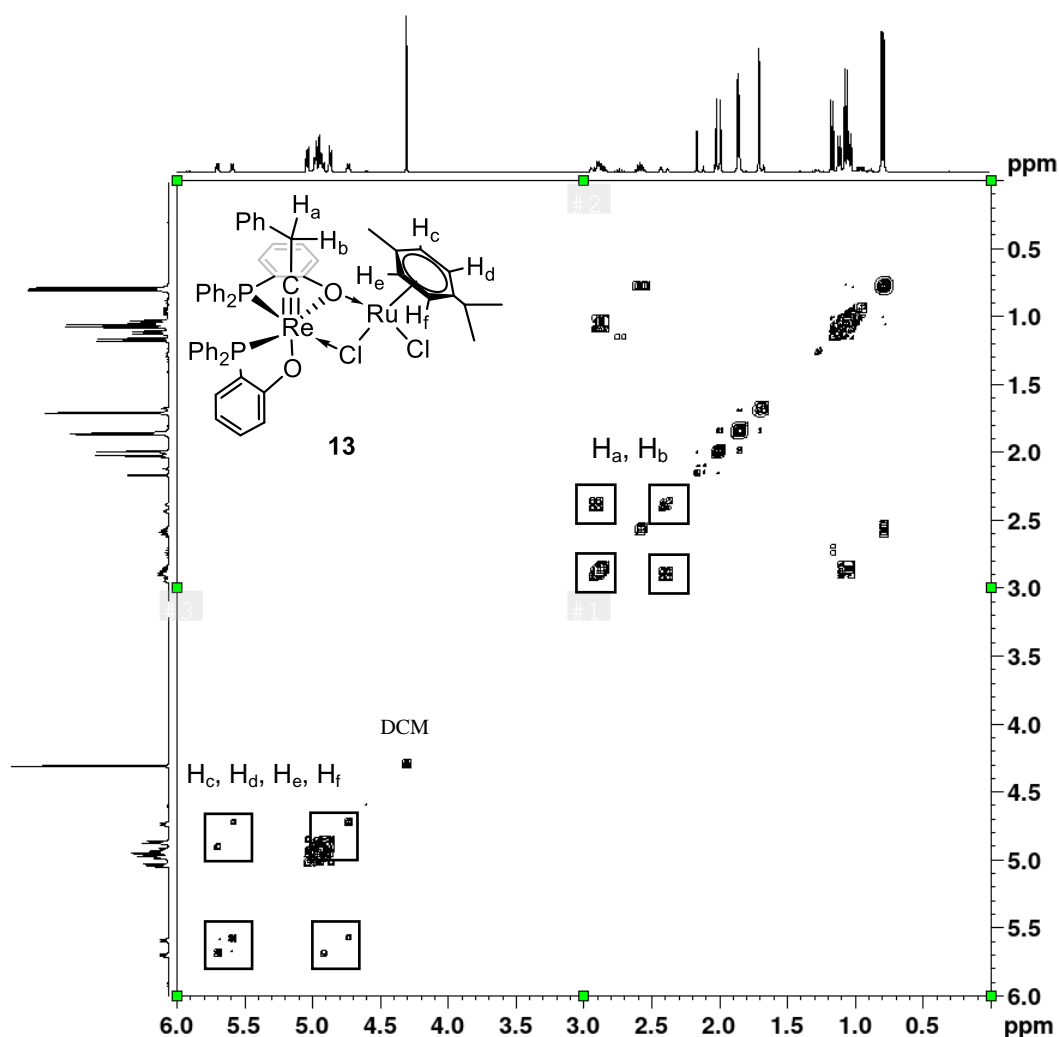 ppm
#2
Ha
Ph
Hb
Hc
He
Hd
Ph2P
C
O
Ru
Hf
Re
Ph2P
Cl
Cl
O
13
Ha, Hb
#3
#1
DCM
Hc, Hd, He, Hf
0.5
1.0
1.5
2.0
2.5
3.0
3.5
4.0
4.5
5.0
5.5
6.0
6.0 5.5 5.0 4.5 4.0 3.5 3.0 2.5 2.0 1.5 1.0 0.5 ppm